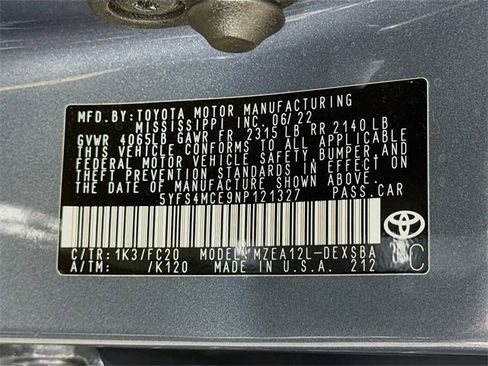 MFD.BY:TOYOTA MOTOR MANUFACTURING
MISSISSIPPI, INC. 06/22
GVWR 4065LB GAWR FR 2315 LB RR 2140 LB
THIS VEHICLE CONFORMS TO ALL APPLICABLE
FEDERAL MOTOR VEHICLE SAFETY, BUMPER, AND
THEFT PREVENTION STANDARDS IN EFFECT ON
THE DATE OF MANUFACTURE SHOWN ABOVE.
5YFS4MCE9NP121327 PASS.CAR
C/TR: 1K3/FC20 MODEL: MZEA12L-DEXSBA
A/TM: /K120 MADE IN U.S.A. 212
C